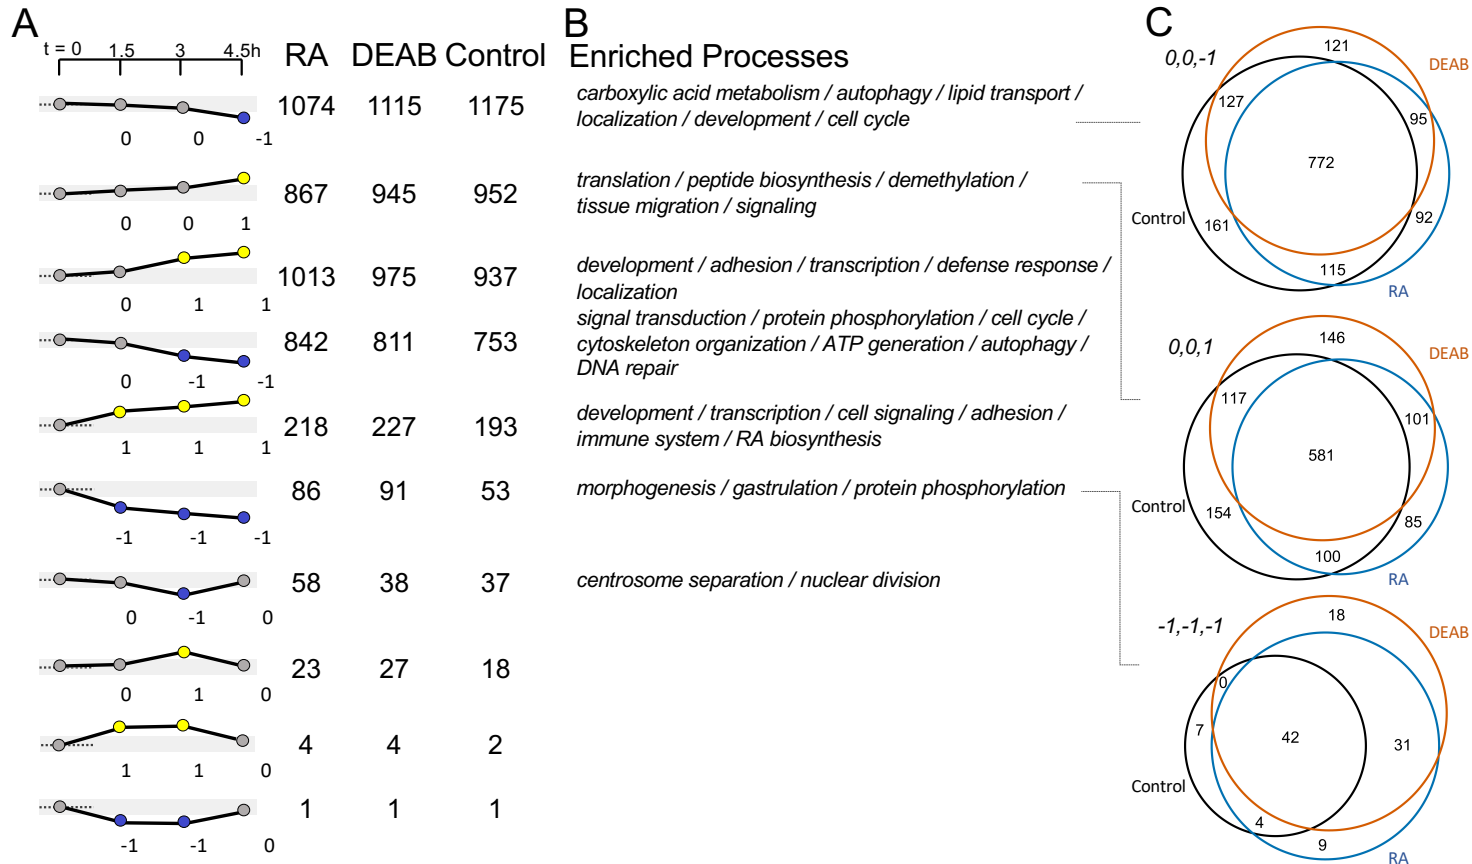 A
B
C
t = 0 1.5 3 4.5h
RA DEAB Control
Enriched Processes
1074 1115 1175
0 0 -1
carboxylic acid metabolism / autophagy / lipid transport /
localization / development / cell cycle
867 945 952
0 0 1
translation / peptide biosynthesis / demethylation /
tissue migration / signaling
1013 975 937
0 1 1
development / adhesion / transcription / defense response /
localization
842 811 753
0 -1 -1
signal transduction / protein phosphorylation / cell cycle /
cytoskeleton organization / ATP generation / autophagy /
DNA repair
218 227 193
1 1 1
development / transcription / cell signaling / adhesion /
immune system / RA biosynthesis
86 91 53
-1 -1 -1
morphogenesis / gastrulation / protein phosphorylation
58 38 37
0 -1 0
centrosome separation / nuclear division
23 27 18
0 1 0
4 4 2
1 1 0
1 1 1
-1 -1 0
0,0,-1
121
DEAB
127
95
772
Control
161
92
115
RA
0,0,1
146
DEAB
117
101
581
Control
154
85
100
RA
-1,-1,-1
18
DEAB
0
7
42
31
Control
4
9
RA